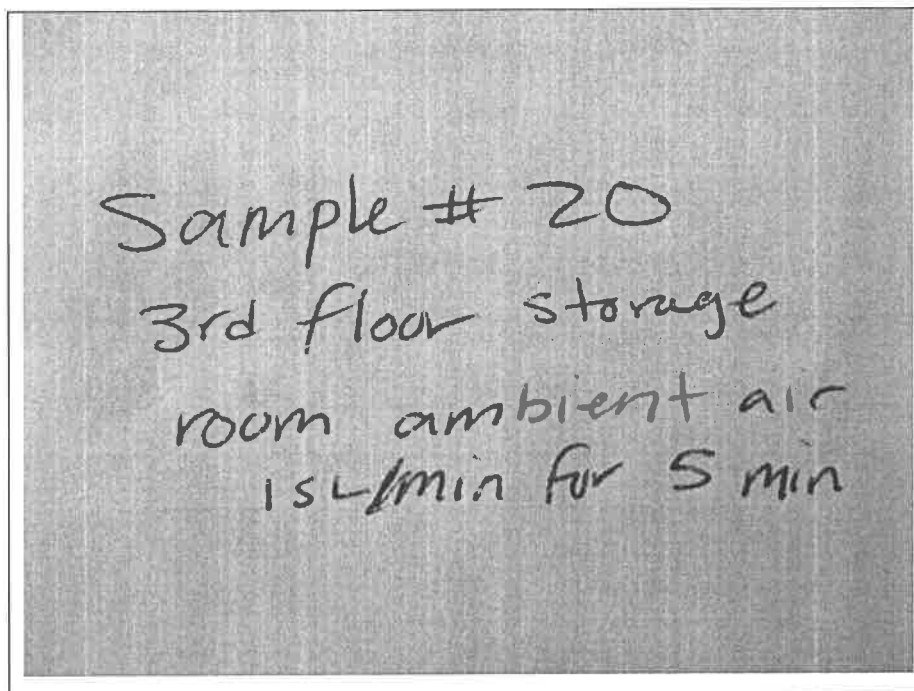 Sample # 20
3rd floor storage
room ambient air
15L/min for 5 min